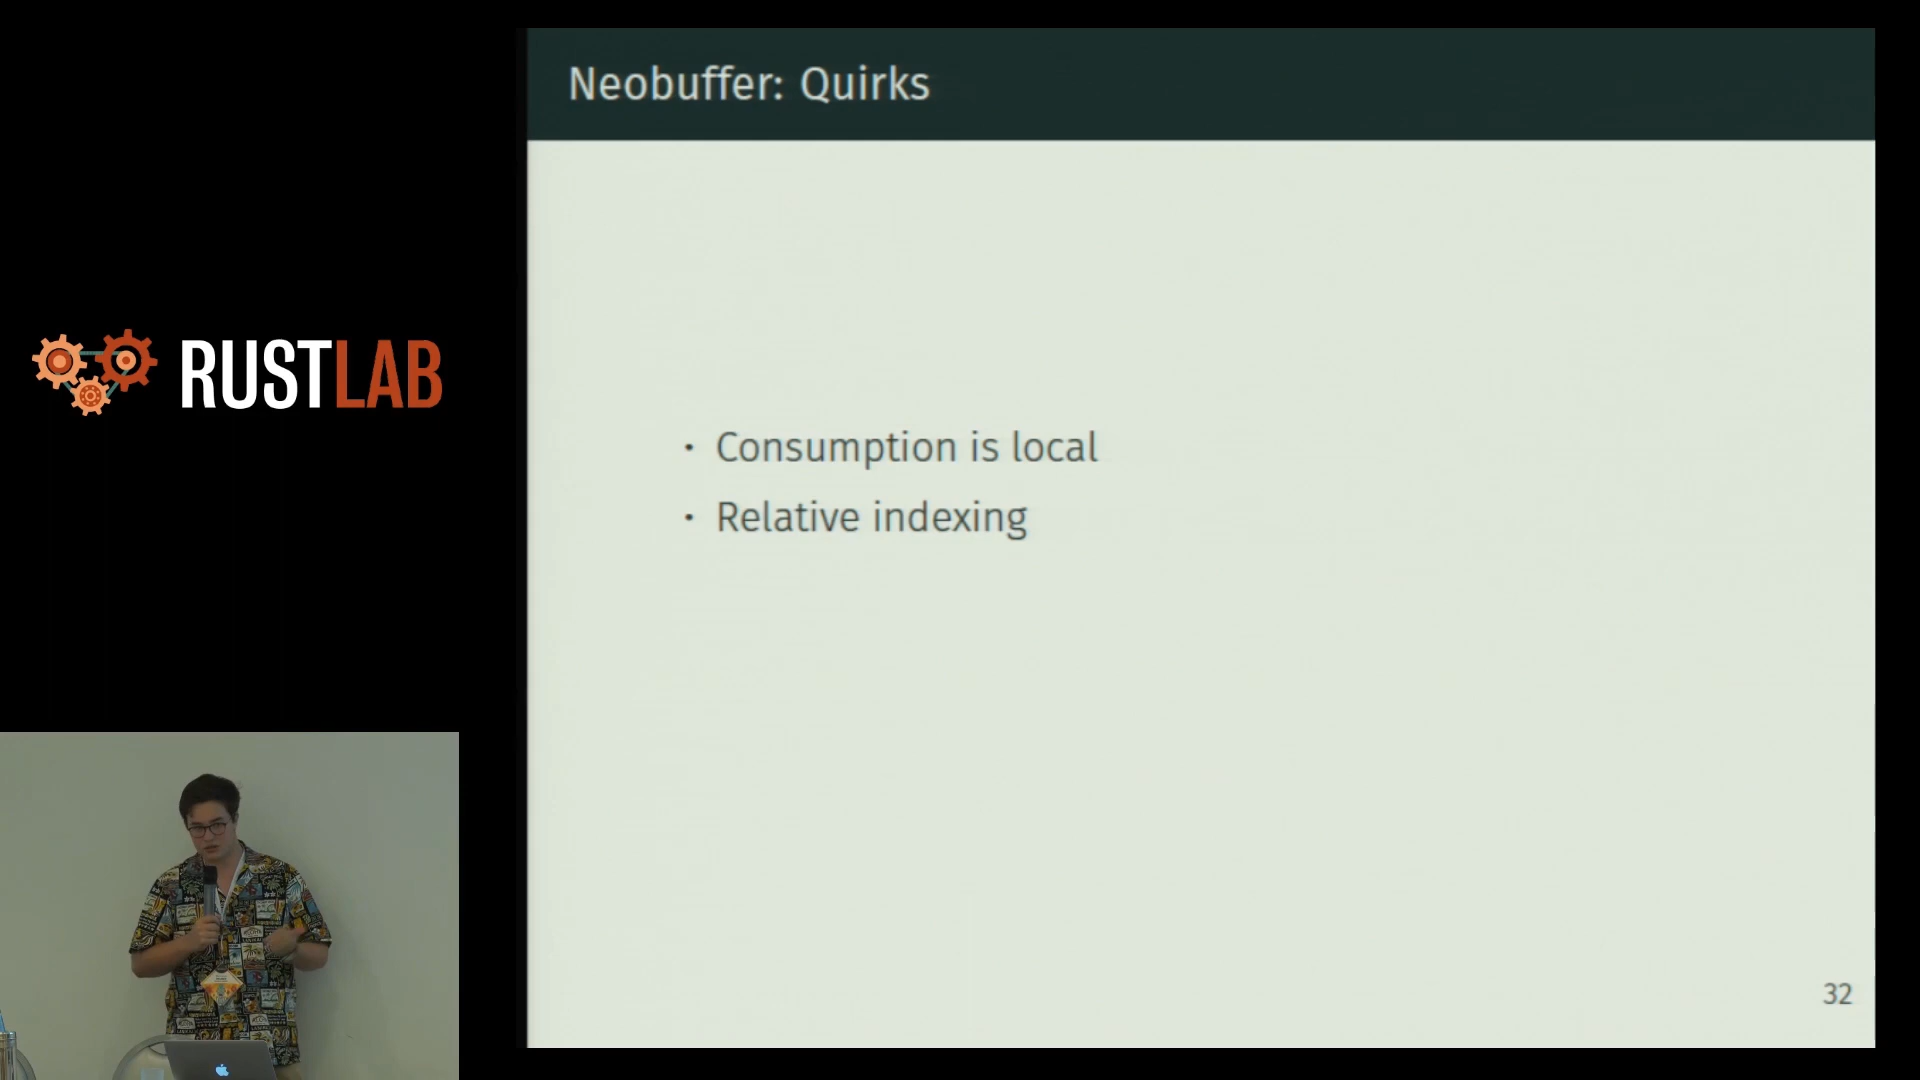 Neobuffer: Quirks
RUSTLAB
• Consumption is local
• Relative indexing
32